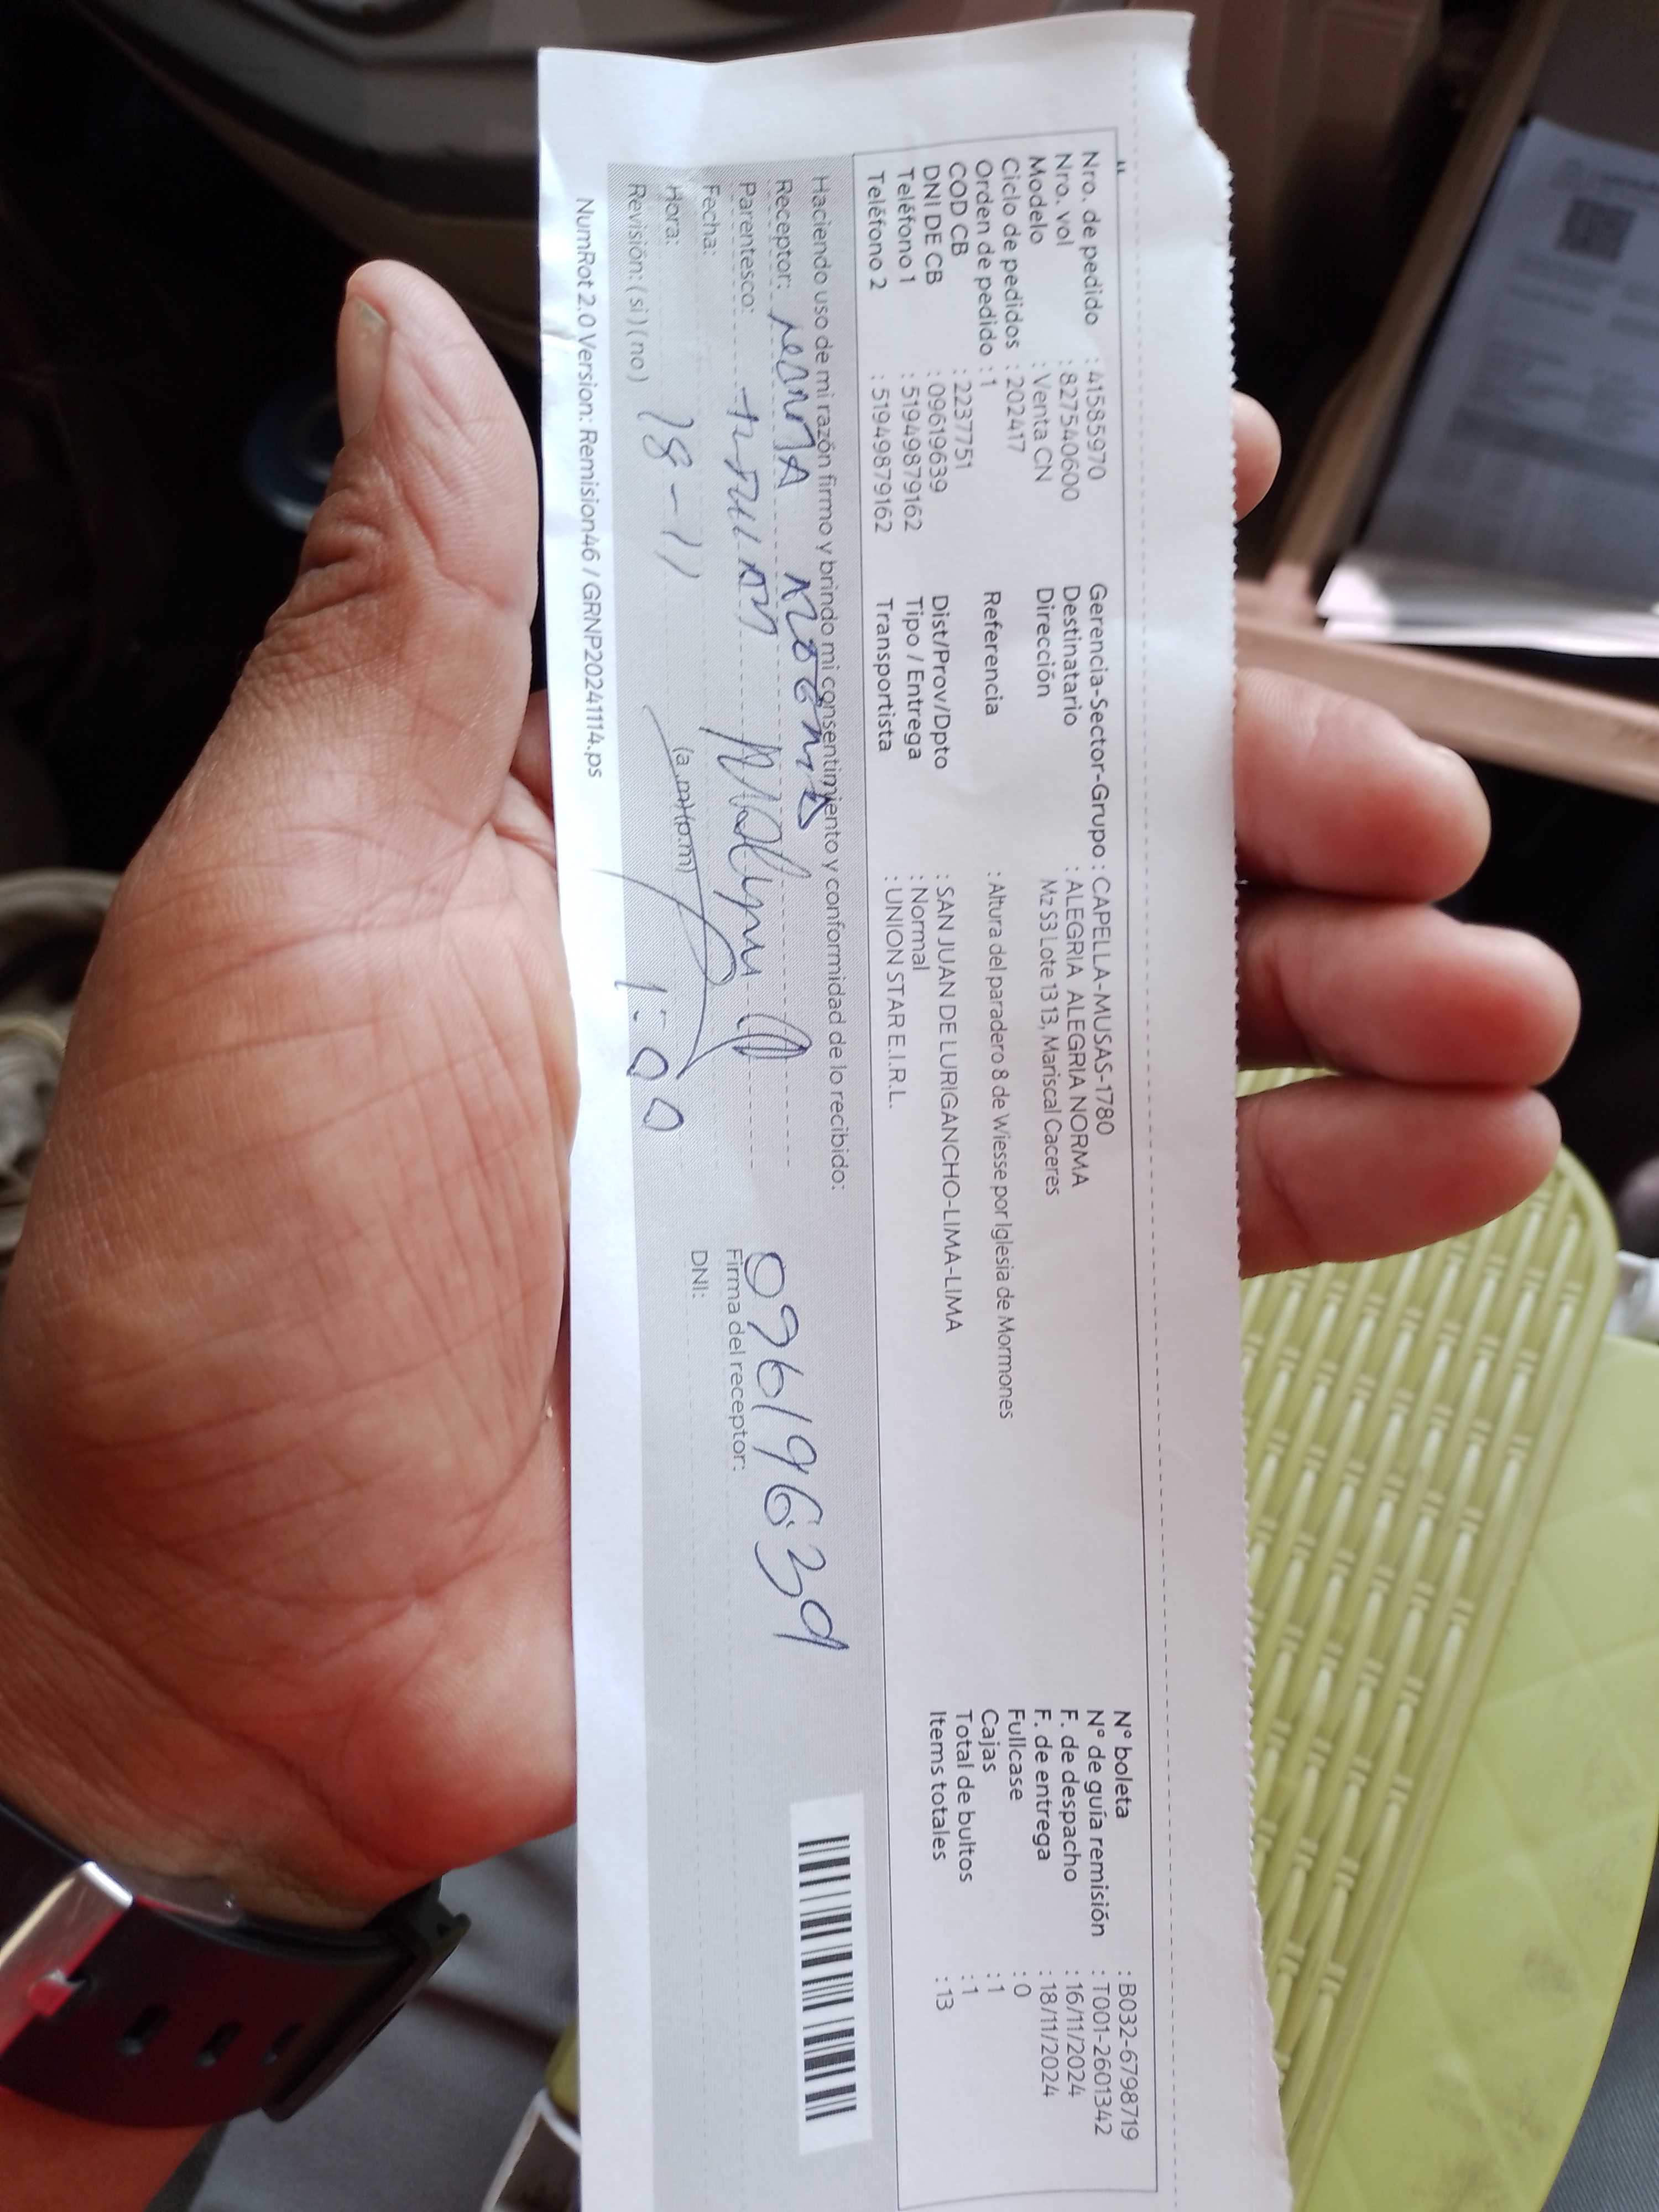 Nro. de pedido : 41585970
Nro. vol : 827540600
Modelo : Venta CN
Ciclo de pedidos : 202417
Orden de pedido : 1
COD CB : 2237751
DNI DE CB : 09619639
Teléfono 1 : 51949879162
Teléfono 2 : 51949879162
Gerencia-Sector-Grupo : CAPELLA-MUSAS-1780
Destinatario : ALEGRIA ALEGRIA NORMA
Dirección Mz S3 Lote 13 13, Mariscal Caceres
Referencia : Altura del paradero 8 de Wiesse por Iglesia de Mormones
Dist/Prov/Dpto : SAN JUAN DE LURIGANCHO-LIMA-LIMA
Tipo / Entrega : Normal
Transportista : UNION STAR E.I.R.L.
N° boleta : B032-6798719
N° de guía remisión : T001-2601342
F. de despacho : 16/11/2024
F. de entrega : 18/11/2024
Fullcase : 0
Cajas : 1
Total de bultos : 1
Items totales : 13
Haciendo uso de mi razón firmo y brindo mi consentimiento y conformidad de lo recibido:
Receptor:
Parentesco:
Fecha: 18-11
Hora: (a.m)(p.m) 1:00
Revisión: (si) (no)
09619639
Firma del receptor:
DNI:
NumRot 2.0 Version: Remision46 / GRNP20241114.ps